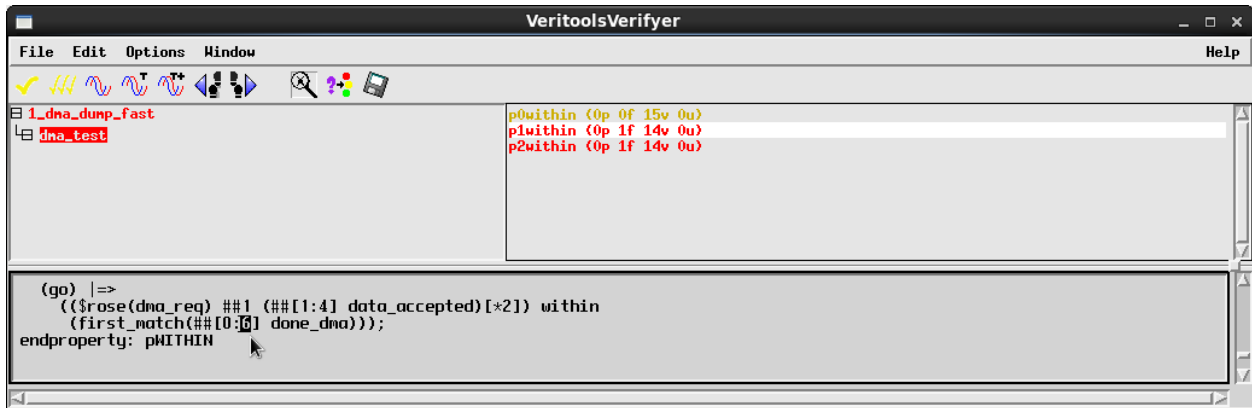 VeritoolsVerifyer
File Edit Options Window Help
1_dma_dump_fast
dma_test
p0within (0p 0f 15v 0u)
p1within (0p 1f 14v 0u)
p2within (0p 1f 14v 0u)
(go) |=>
(($rose(dma_req) ##1 (##[1:4] data_accepted)[*2]) within
(first_match(##[0:6] done_dma)));
endproperty: pWITHIN